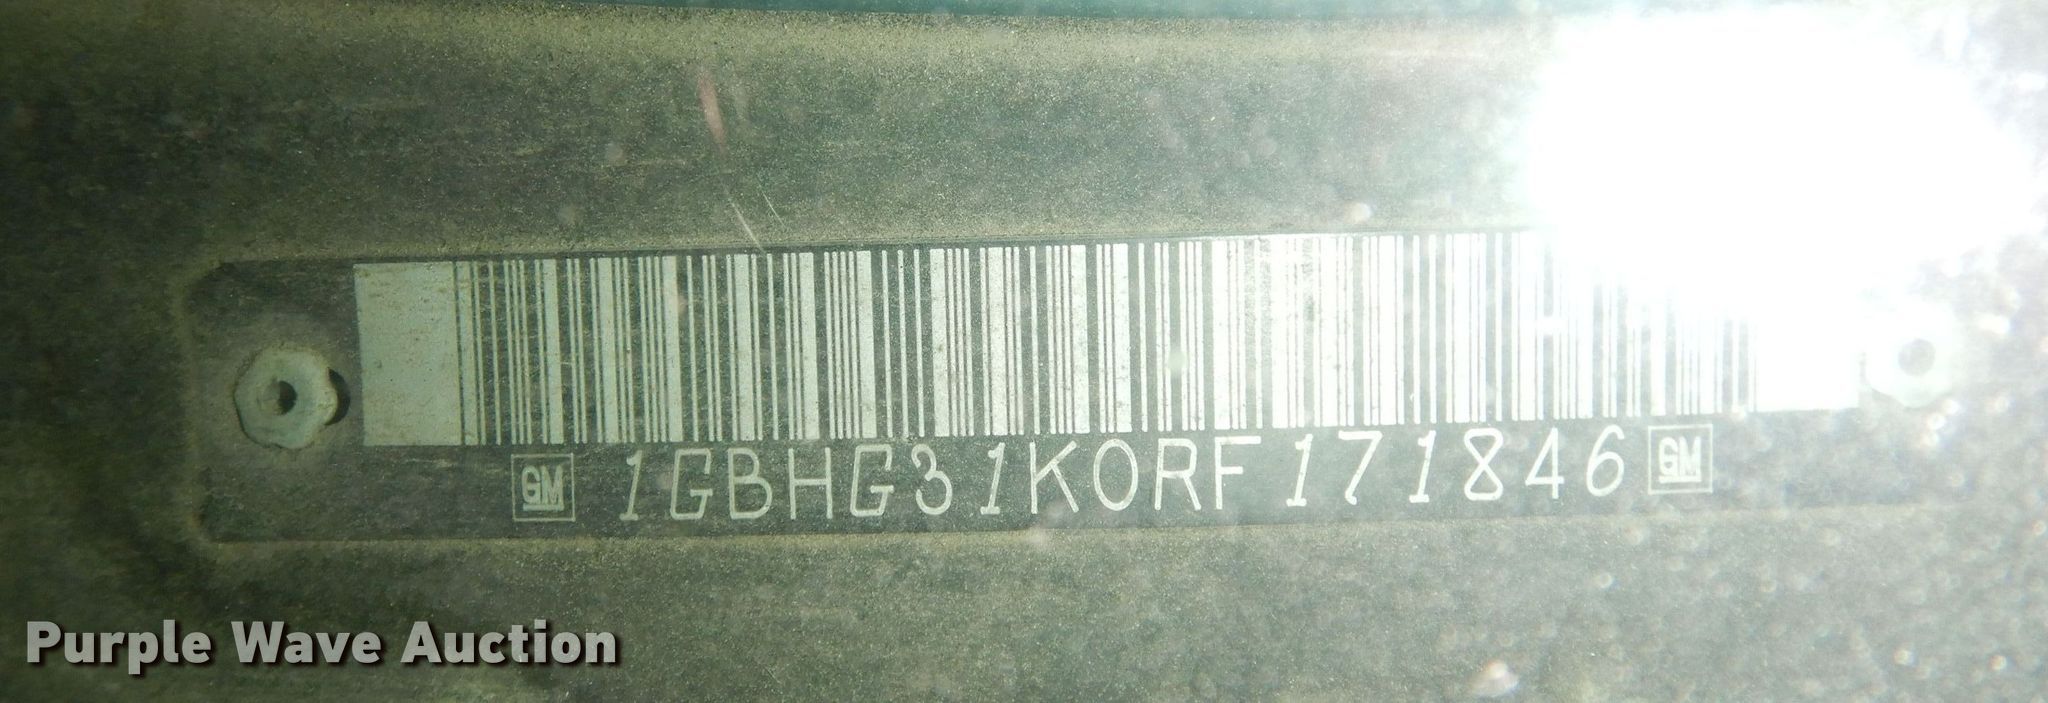 GM 1GBHG31K0RF171846 GM
Purple Wave Auction